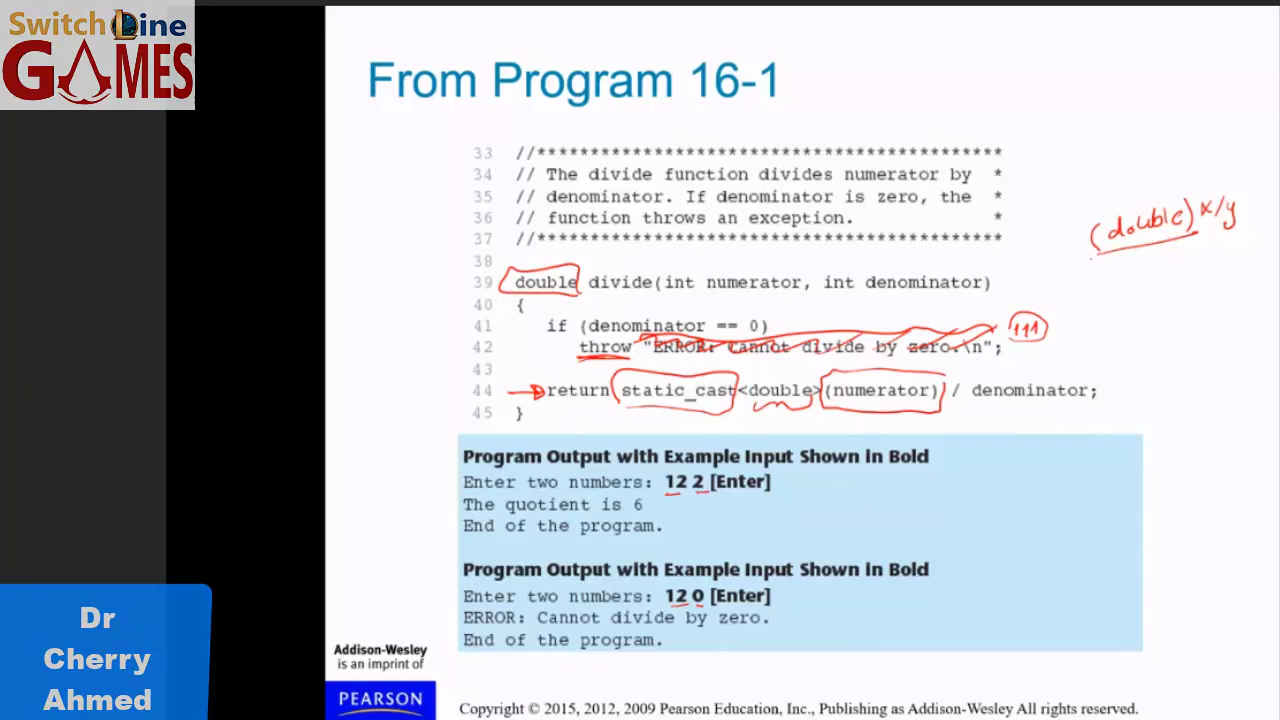 Switch Line
GAMES
From Program 16-1
33 //********************************************
34 // The divide function divides numerator by *
35 // denominator. If denominator is zero, the *
36 // function throws an exception. *
37 //********************************************
38
39 double divide(int numerator, int denominator)
40 {
41 if (denominator == 0)
42 throw "ERROR: Cannot divide by zero.\n";
43
44 return static_cast<double>(numerator) / denominator;
45 }
(double) x/y
111
Program Output with Example Input Shown in Bold
Enter two numbers: 12 2 [Enter]
The quotient is 6
End of the program.
Program Output with Example Input Shown in Bold
Enter two numbers: 12 0 [Enter]
ERROR: Cannot divide by zero.
End of the program.
Dr
Cherry
Ahmed
Addison-Wesley
is an imprint of
PEARSON
Copyright © 2015, 2012, 2009 Pearson Education, Inc., Publishing as Addison-Wesley All rights reserved.